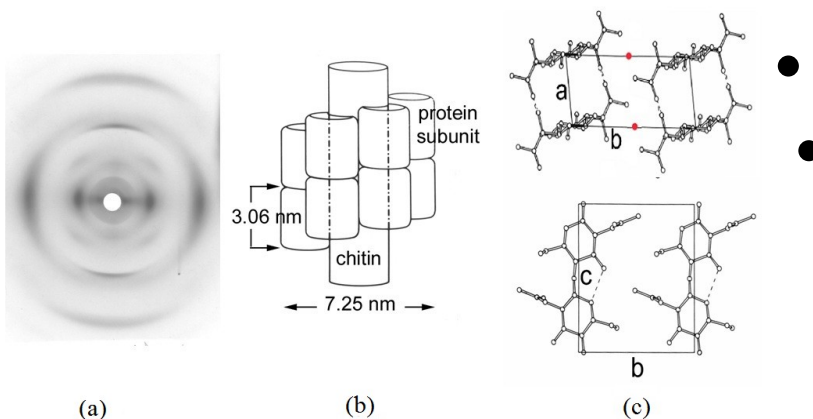 a
b
protein
subunit
3.06 nm
chitin
7.25 nm
c
b
(a)
(b)
(c)